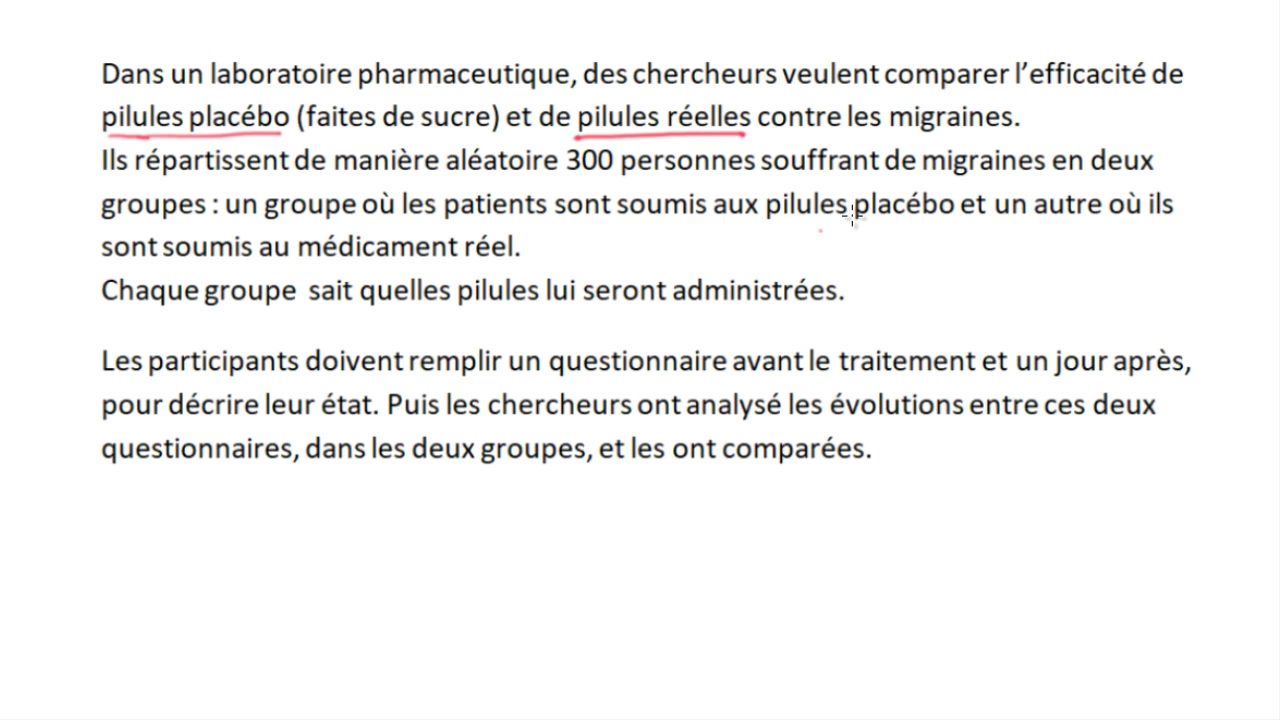 Dans un laboratoire pharmaceutique, des chercheurs veulent comparer l’efficacité de
pilules placébo (faites de sucre) et de pilules réelles contre les migraines.
Ils répartissent de manière aléatoire 300 personnes souffrant de migraines en deux
groupes : un groupe où les patients sont soumis aux pilules placébo et un autre où ils
sont soumis au médicament réel.
Chaque groupe  sait quelles pilules lui seront administrées.
Les participants doivent remplir un questionnaire avant le traitement et un jour après,
pour décrire leur état. Puis les chercheurs ont analysé les évolutions entre ces deux
questionnaires, dans les deux groupes, et les ont comparées.